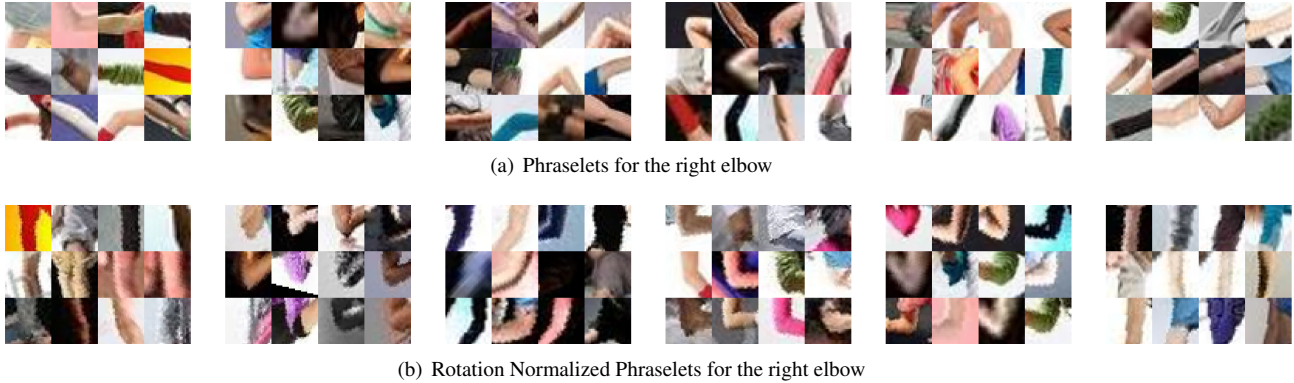 (a) Phraselets for the right elbow
(b) Rotation Normalized Phraselets for the right elbow